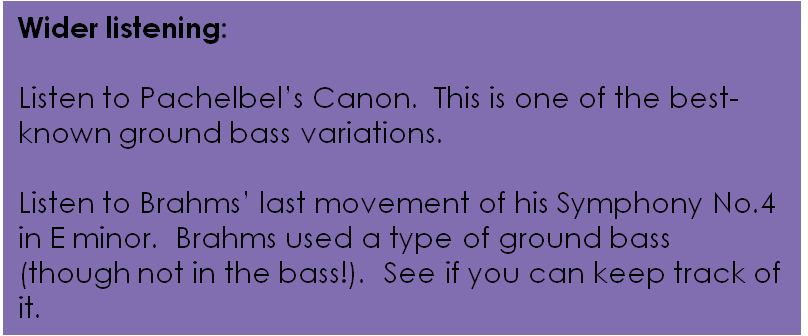 Wider listening:
Listen to Pachelbel's Canon.  This is one of the best-
known ground bass variations.
Listen to Brahms' last movement of his Symphony No.4
in E minor.  Brahms used a type of ground bass
(though not in the bass!).  See if you can keep track of
it.